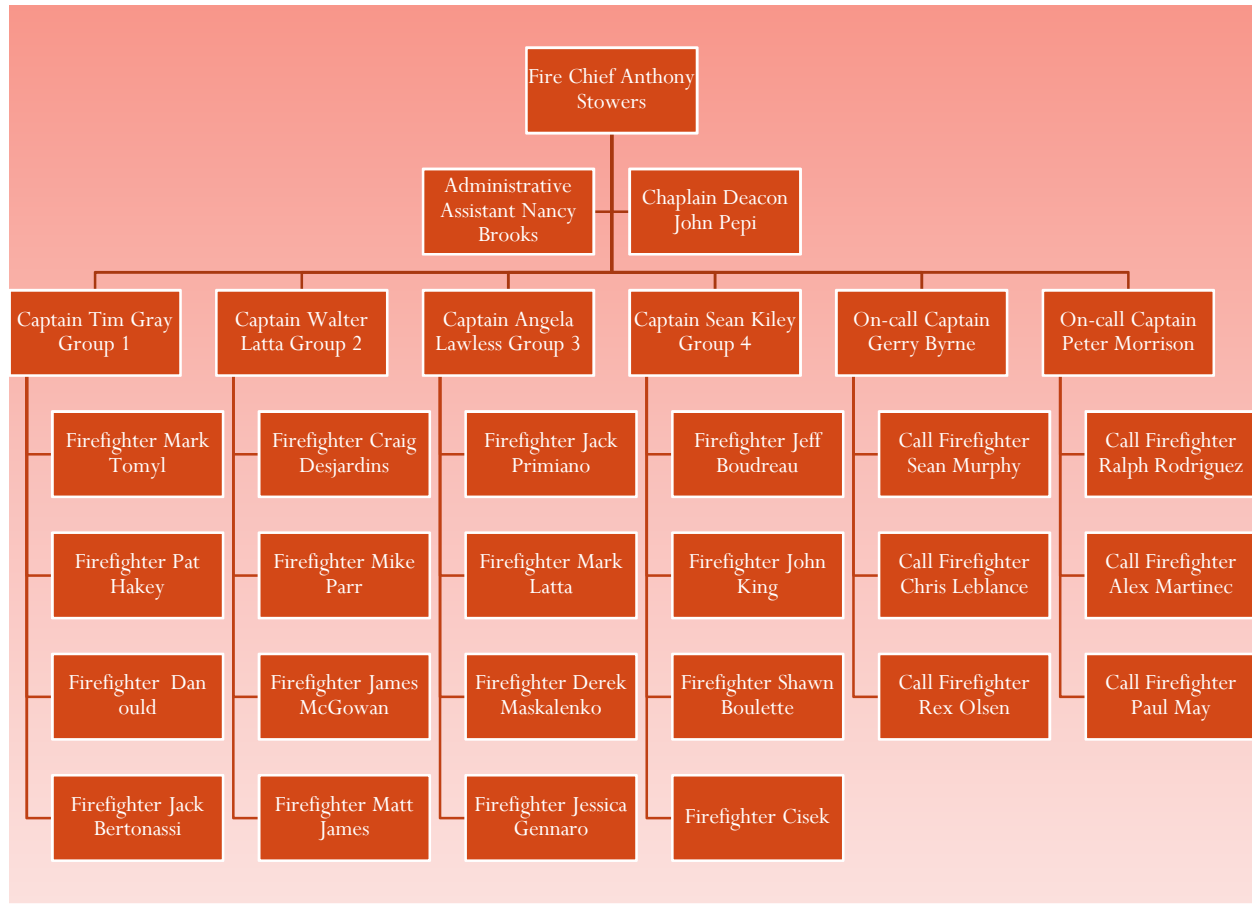 Fire Chief Anthony
Stowers
Administrative
Assistant Nancy
Brooks
Chaplain Deacon
John Pepi
Captain Tim Gray
Group 1
Captain Walter
Latta Group 2
Captain Angela
Lawless Group 3
Captain Sean Kiley
Group 4
On-call Captain
Gerry Byrne
On-call Captain
Peter Morrison
Firefighter Mark
Tomyl
Firefighter Craig
Desjardins
Firefighter Jack
Primiano
Firefighter Jeff
Boudreau
Call Firefighter
Sean Murphy
Call Firefighter
Ralph Rodriguez
Firefighter Pat
Hakey
Firefighter Mike
Parr
Firefighter Mark
Latta
Firefighter John
King
Call Firefighter
Chris Leblance
Call Firefighter
Alex Martinec
Firefighter Dan
ould
Firefighter James
McGowan
Firefighter Derek
Maskalenko
Firefighter Shawn
Boulette
Call Firefighter
Rex Olsen
Call Firefighter
Paul May
Firefighter Jack
Bertonassi
Firefighter Matt
James
Firefighter Jessica
Gennaro
Firefighter Cisek